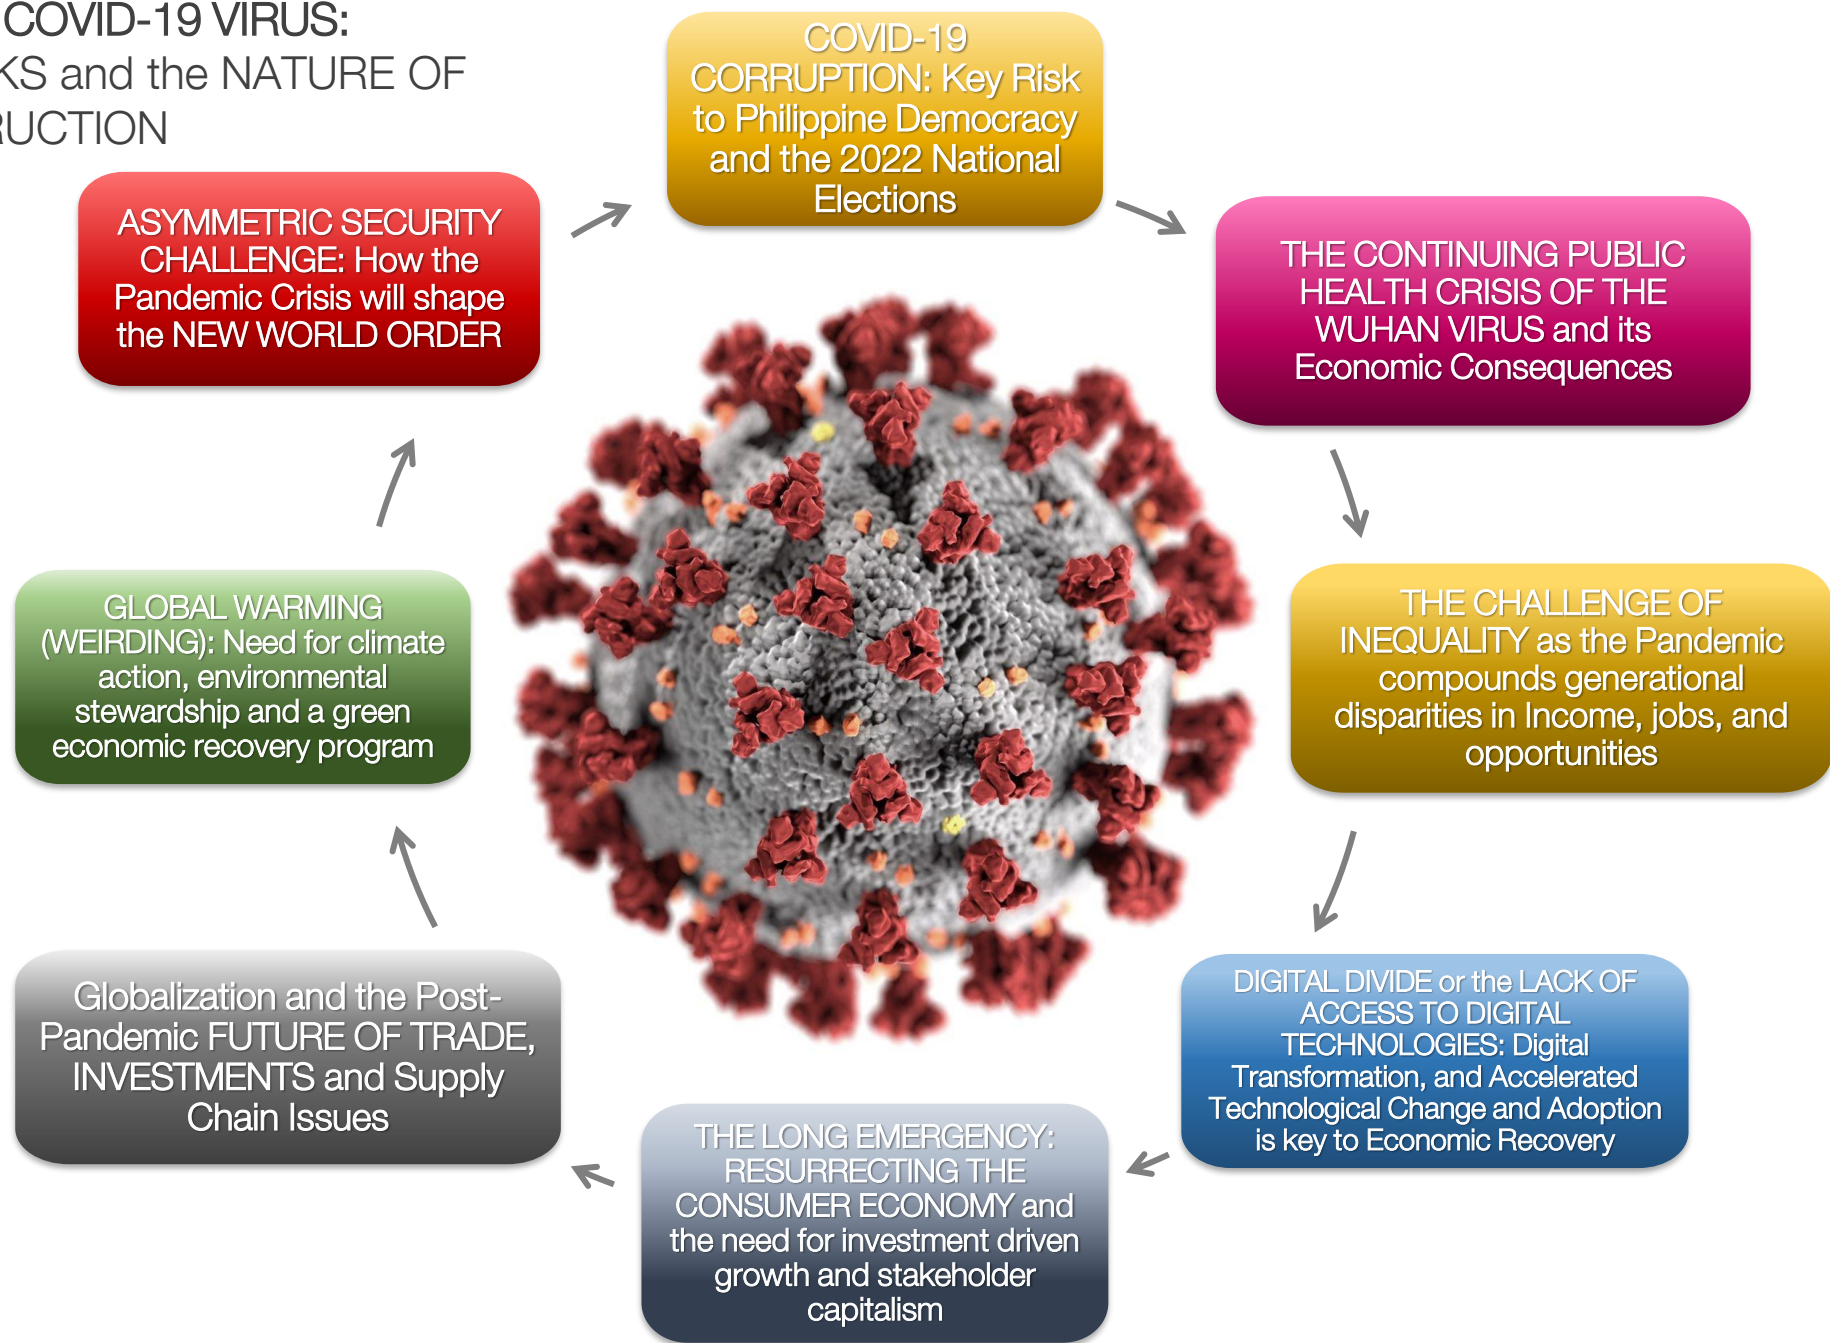 COVID-19 VIRUS:
KS and the NATURE OF
RUCTION
COVID-19
CORRUPTION: Key Risk
to Philippine Democracy
and the 2022 National
Elections
THE CONTINUING PUBLIC
HEALTH CRISIS OF THE
WUHAN VIRUS and its
Economic Consequences
THE CHALLENGE OF
INEQUALITY as the Pandemic
compounds generational
disparities in Income, jobs, and
opportunities
DIGITAL DIVIDE or the LACK OF
ACCESS TO DIGITAL
TECHNOLOGIES: Digital
Transformation, and Accelerated
Technological Change and Adoption
is key to Economic Recovery
THE LONG EMERGENCY:
RESURRECTING THE
CONSUMER ECONOMY and
the need for investment driven
growth and stakeholder
capitalism
Globalization and the Post-
Pandemic FUTURE OF TRADE,
INVESTMENTS and Supply
Chain Issues
GLOBAL WARMING
(WEIRDING): Need for climate
action, environmental
stewardship and a green
economic recovery program
ASYMMETRIC SECURITY
CHALLENGE: How the
Pandemic Crisis will shape
the NEW WORLD ORDER